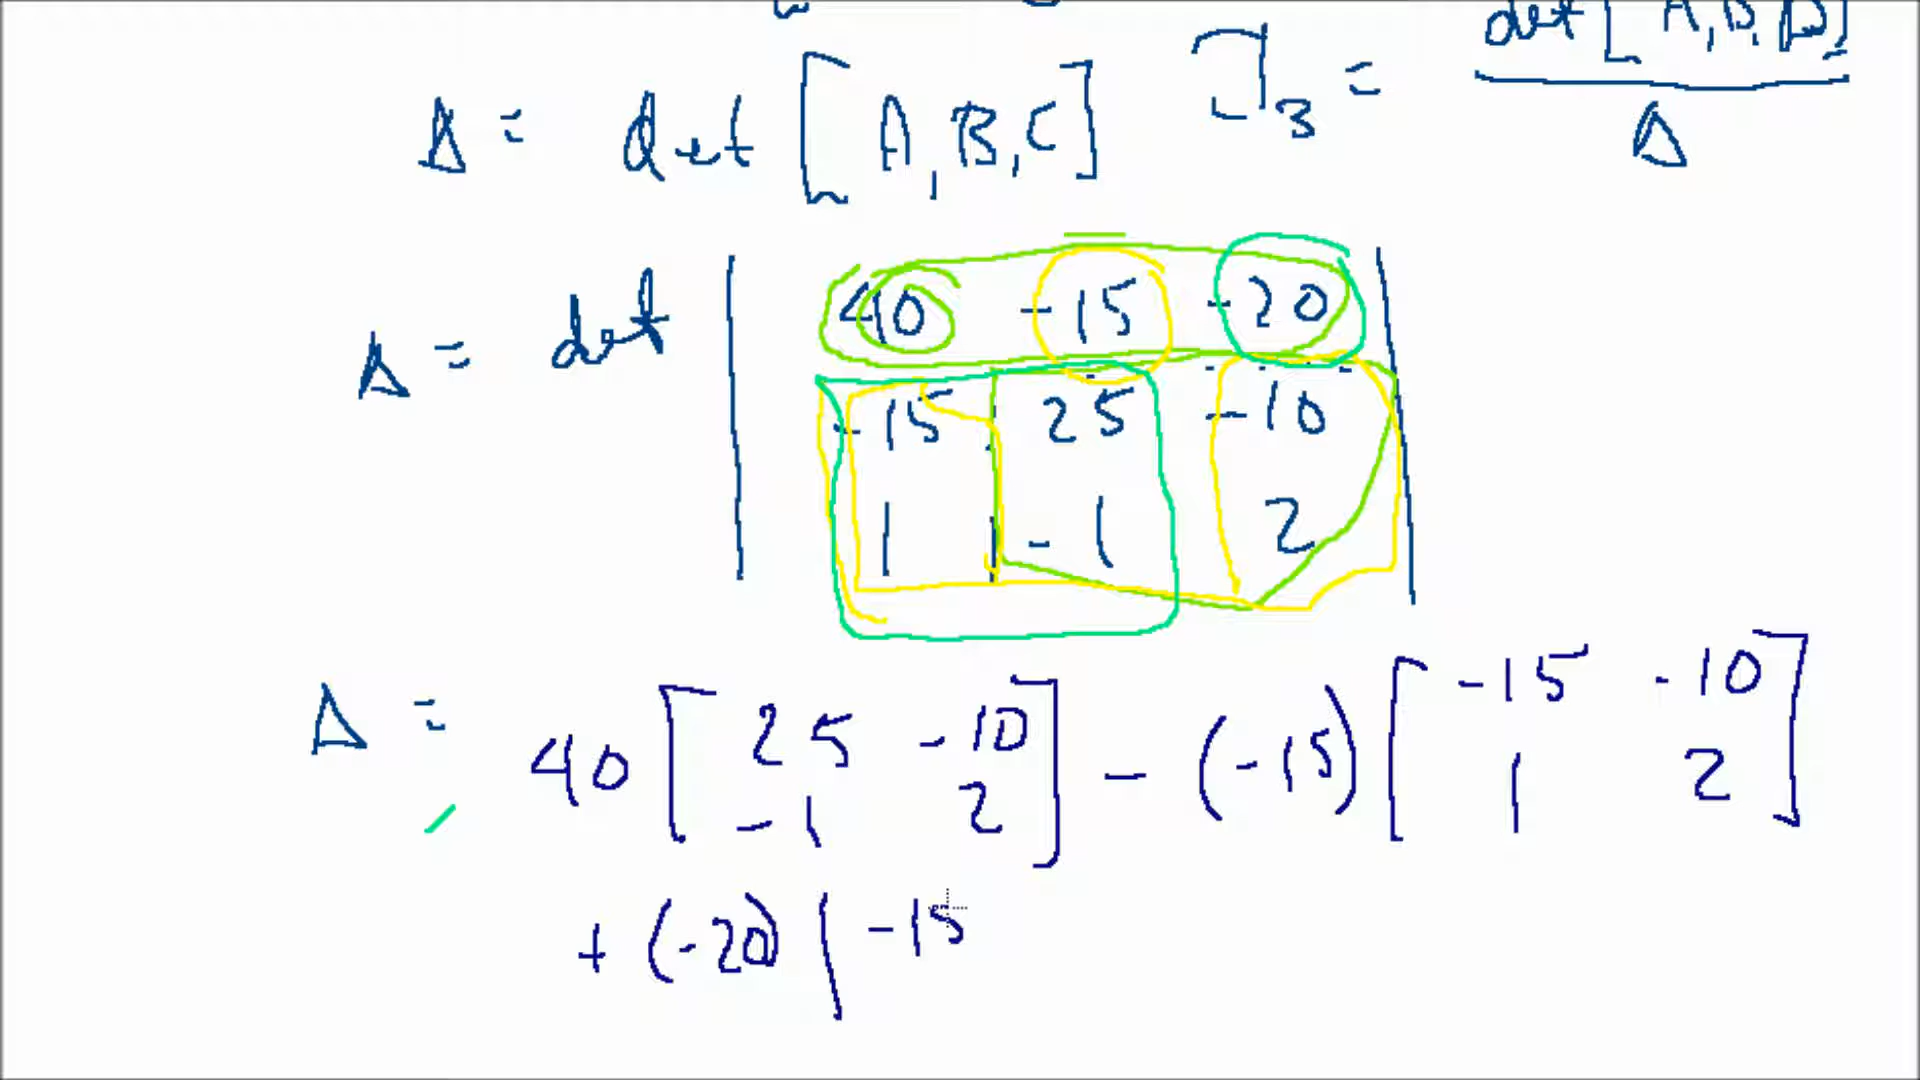 det[A,B,D]
Δ = det [A,B,C] I3 = Δ
Δ = det | 40 -15 -20 |
-15 25 -10
1 -1 2
Δ = 40 [ 25 -10 ] - (-15) [ -15 -10 ]
-1 2 1 2
+ (-20) | -15